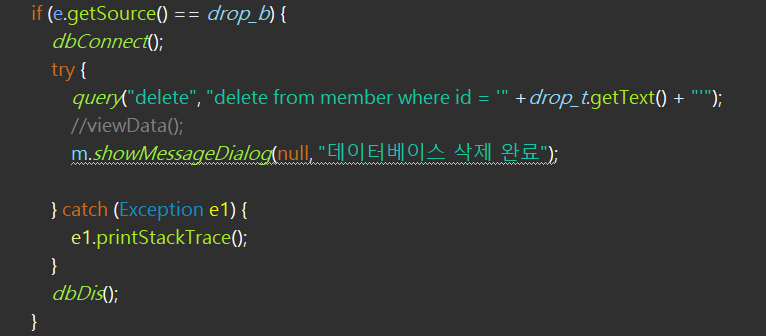 if (e.getSource() == drop_b) {
dbConnect();
try {
query("delete", "delete from member where id = '" +drop_t.getText() + "'");
//viewData();
m.showMessageDialog(null, "데이터베이스 삭제 완료");
} catch (Exception e1) {
e1.printStackTrace();
}
dbDis();
}